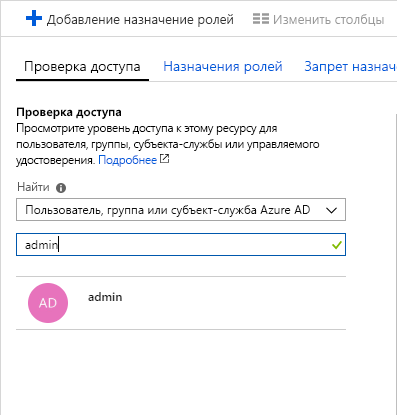 Добавление назначение ролей Изменить столбцы
Проверка доступа Назначения ролей Запрет назнач
Проверка доступа
Просмотрите уровень доступа к этому ресурсу для
пользователя, группы, субъекта-службы или управляемого
удостоверения. Подробнее
Найти
Пользователь, группа или субъект-служба Azure AD
admin
AD admin